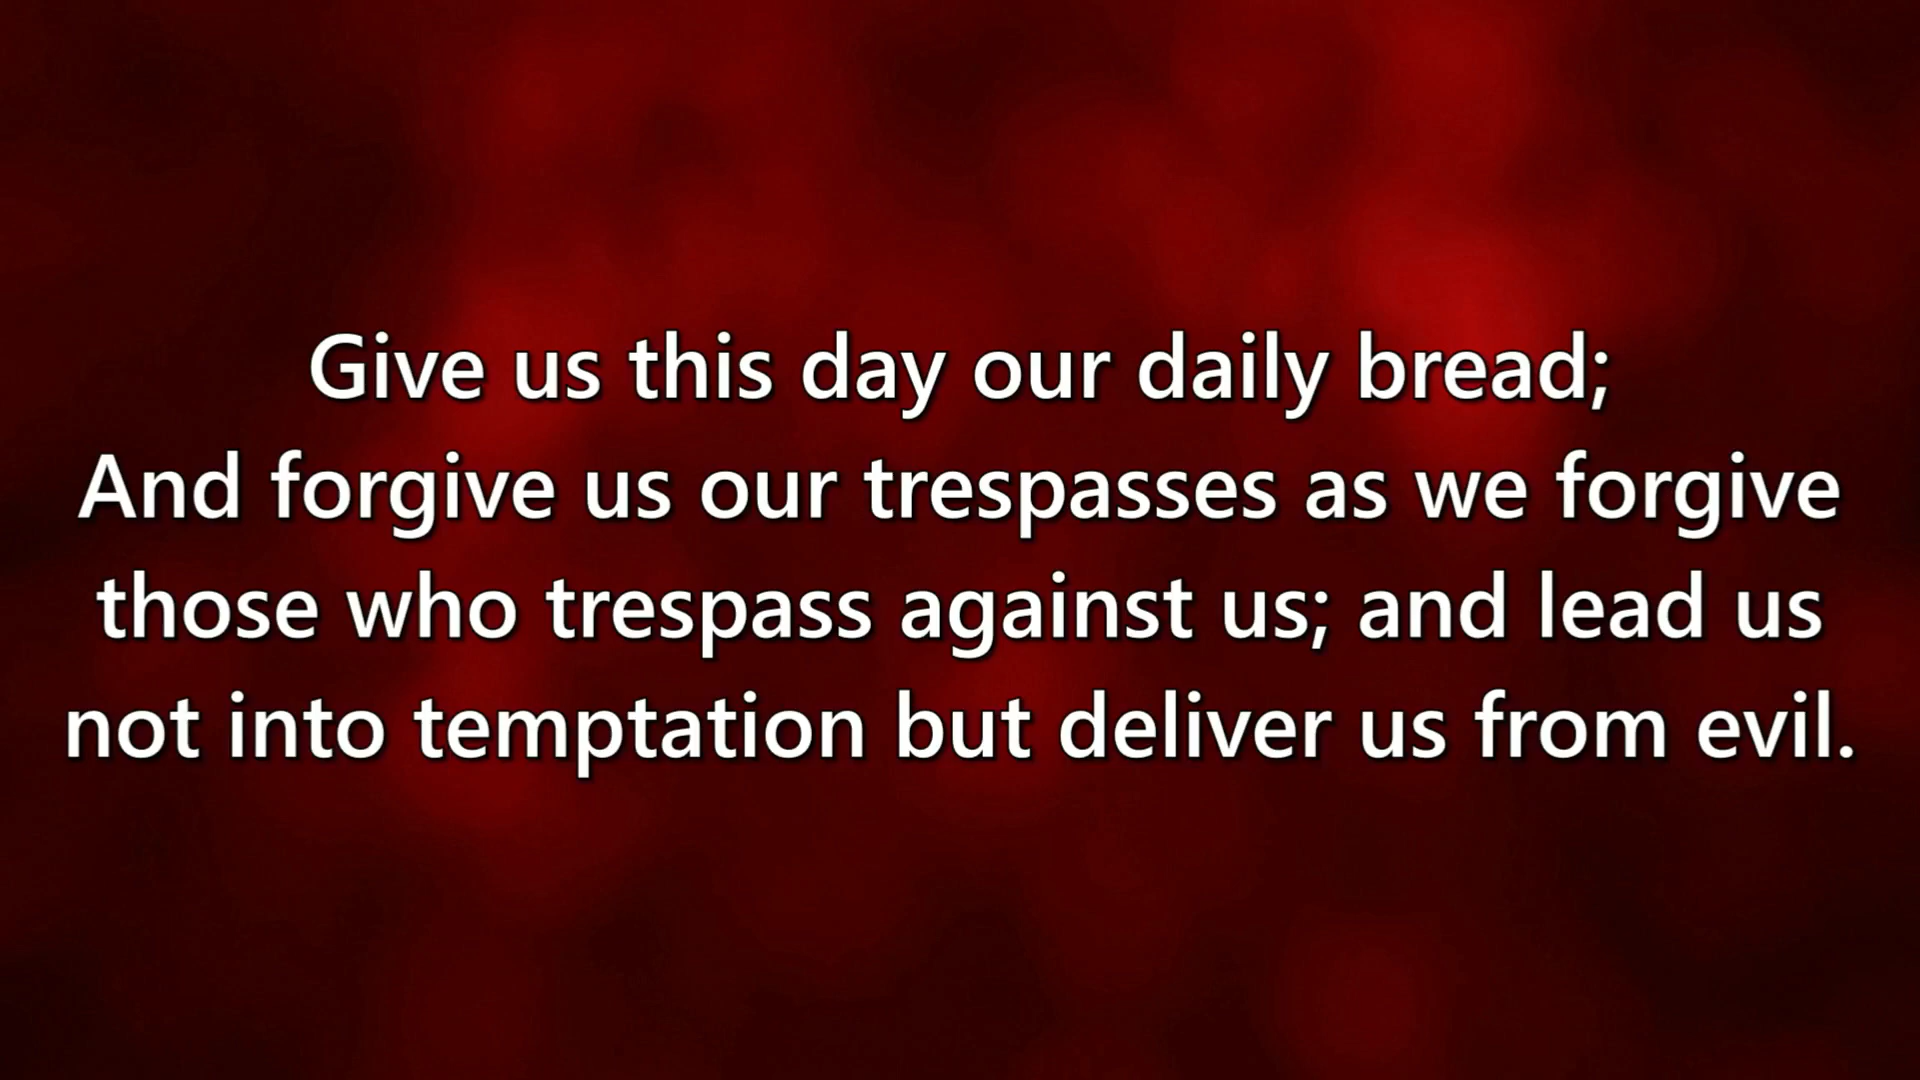 Give us this day our daily bread;
And forgive us our trespasses as we forgive
those who trespass against us; and lead us
not into temptation but deliver us from evil.